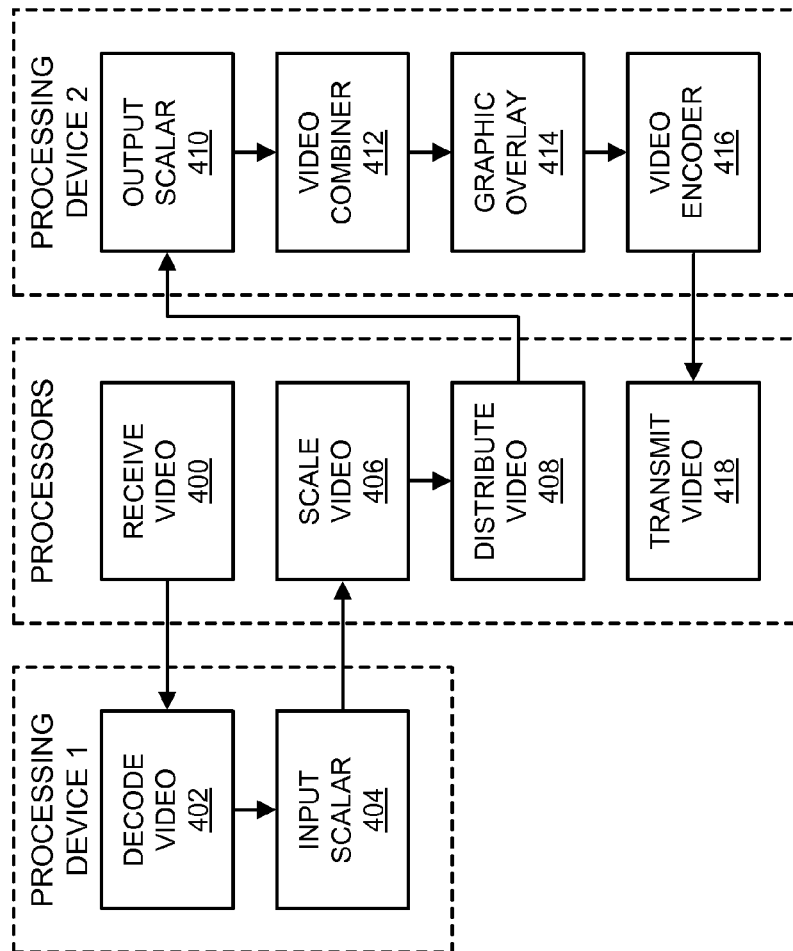 PROCESSING
DEVICE 1
DECODE
VIDEO
402
INPUT
SCALAR
404
PROCESSORS
RECEIVE
VIDEO
400
SCALE
VIDEO
406
DISTRIBUTE
VIDEO
408
TRANSMIT
VIDEO
418
PROCESSING
DEVICE 2
OUTPUT
SCALAR
410
VIDEO
COMBINER
412
GRAPHIC
OVERLAY
414
VIDEO
ENCODER
416